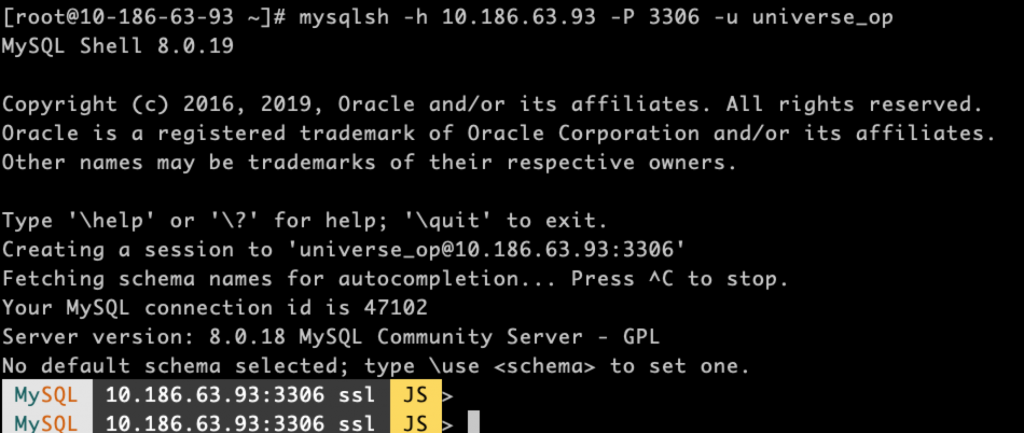 [root@10-186-63-93 ~]# mysqlsh -h 10.186.63.93 -P 3306 -u universe_op
MySQL Shell 8.0.19
Copyright (c) 2016, 2019, Oracle and/or its affiliates. All rights reserved.
Oracle is a registered trademark of Oracle Corporation and/or its affiliates.
Other names may be trademarks of their respective owners.
Type '\help' or '\?' for help; '\quit' to exit.
Creating a session to 'universe_op@10.186.63.93:3306'
Fetching schema names for autocompletion... Press ^C to stop.
Your MySQL connection id is 47102
Server version: 8.0.18 MySQL Community Server - GPL
No default schema selected; type \use <schema> to set one.
MySQL 10.186.63.93:3306 ssl JS >
MySQL 10.186.63.93:3306 ssl JS >